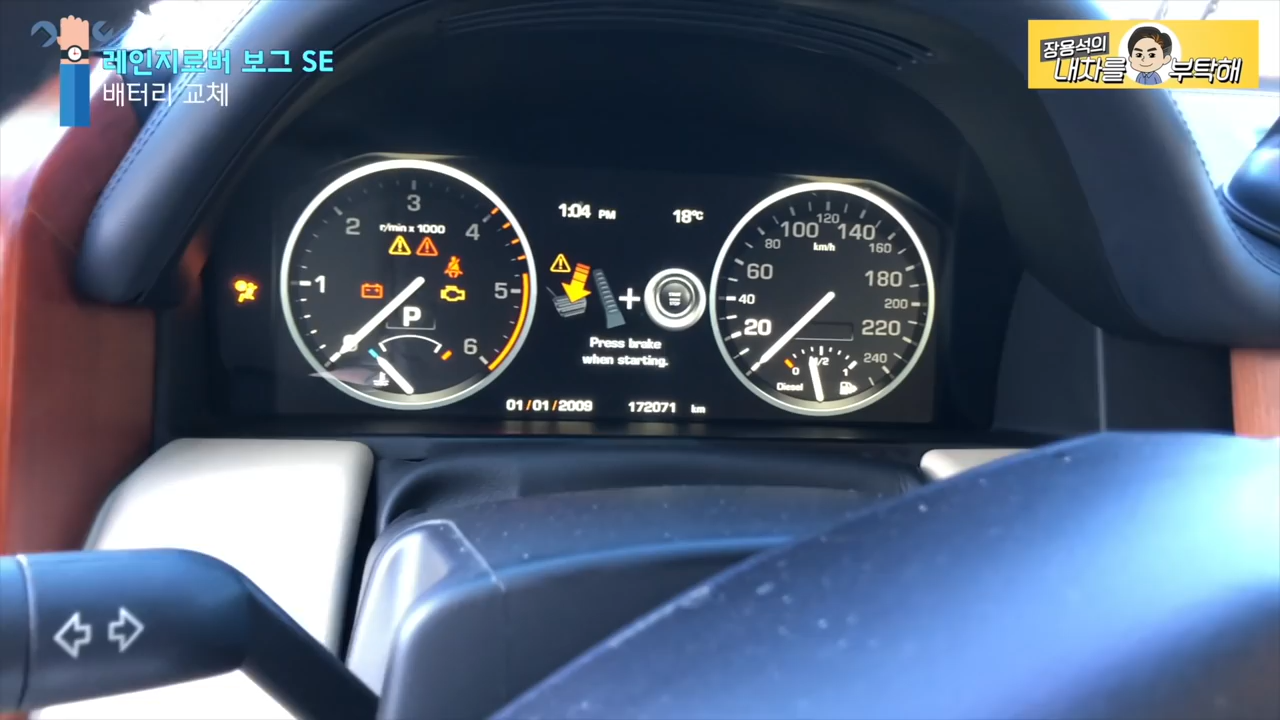 레인지로버 보그 SE
배터리 교체
장용석의
내차를 부탁해
1:04 PM
18°C
r/min x 1000
1 2 3 4 5 6
P
Press brake
when starting.
01/01/2009
172071 km
km/h
20 40 60 80 100 120 140 160 180 200 220 240
0 1/2 1
Diesel